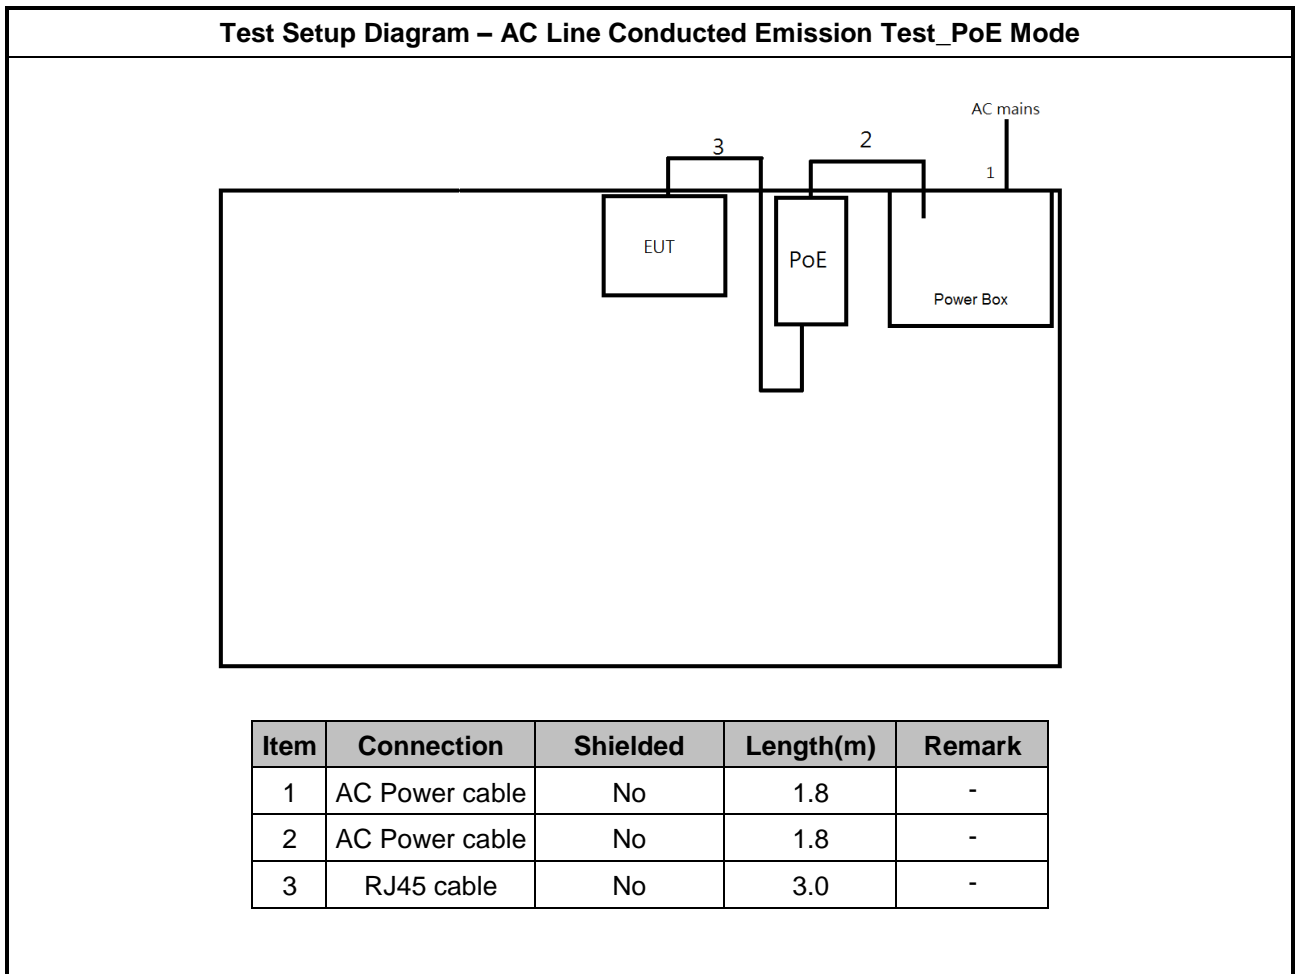 Test Setup Diagram – AC Line Conducted Emission Test_PoE Mode
AC mains
3
2
1
EUT
PoE
Power Box
Item Connection Shielded Length(m) Remark
1 AC Power cable No 1.8 -
2 AC Power cable No 1.8 -
3 RJ45 cable No 3.0 -